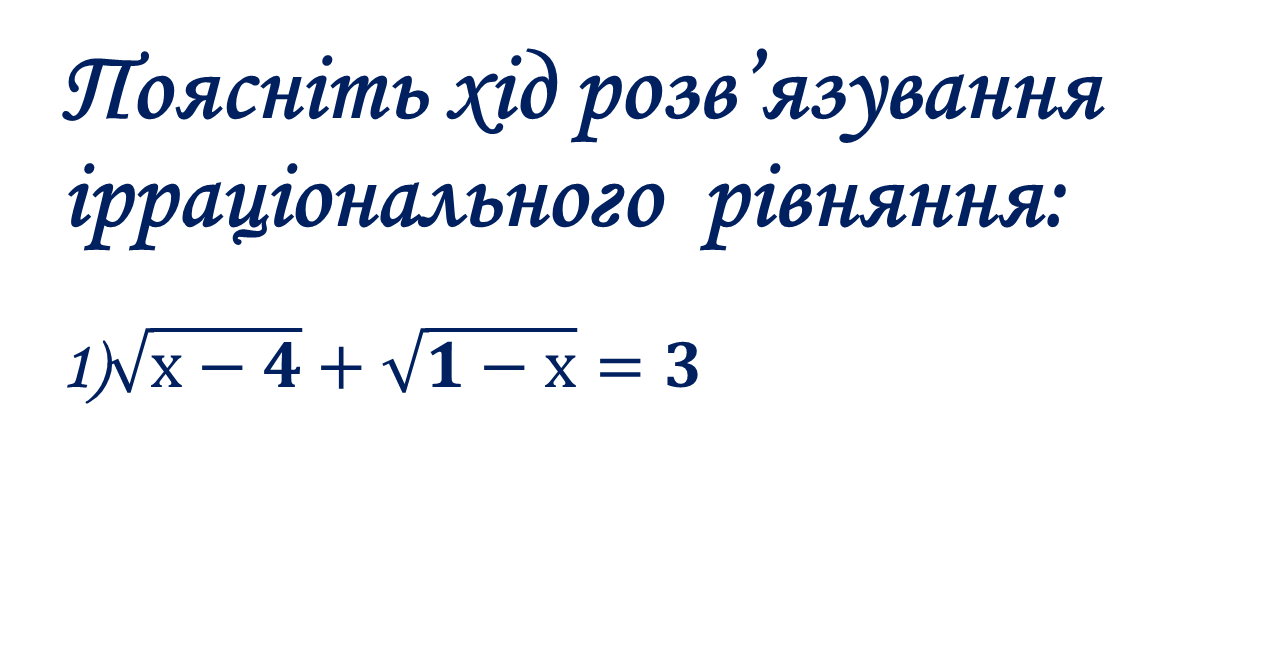 Поясніть хід розв’язування
ірраціонального рівняння:
1)√x − 4 + √1 − x = 3